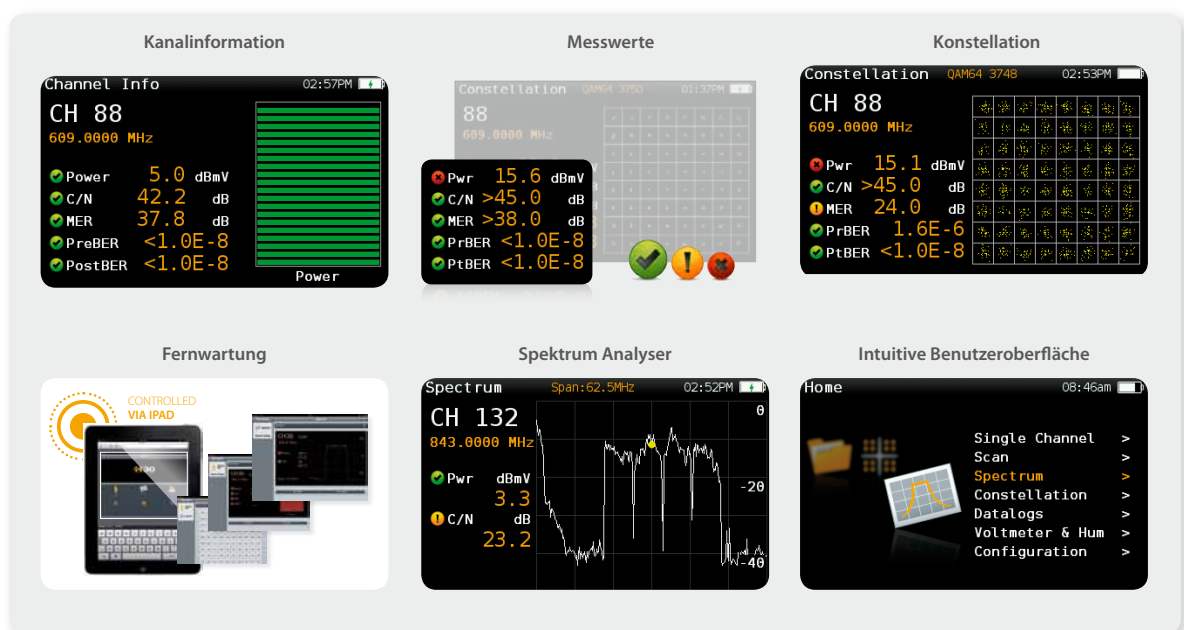 Kanalinformation
Channel Info 02:57PM
CH 88
609.0000 MHz
Power 5.0 dBmV
C/N 42.2 dB
MER 37.8 dB
PreBER <1.0E-8
PostBER <1.0E-8
Power
Messwerte
Constellation QAM64 3750 01:37PM
88
609.0000 MHz
Pwr 15.6 dBmV
C/N >45.0 dB
MER >38.0 dB
PrBER <1.0E-8
PtBER <1.0E-8
Konstellation
Constellation QAM64 3748 02:53PM
CH 88
609.0000 MHz
Pwr 15.1 dBmV
C/N >45.0 dB
MER 24.0 dB
PrBER 1.6E-6
PtBER <1.0E-8
Fernwartung
CONTROLLED
VIA IPAD
Spektrum Analyser
Spectrum Span:62.5MHz 02:52PM
CH 132
843.0000 MHz
Pwr dBmV
3.3
C/N dB
23.2
0
-20
-40
Intuitive Benutzeroberfläche
Home 08:46am
Single Channel >
Scan >
Spectrum >
Constellation >
Datalogs >
Voltmeter & Hum >
Configuration >